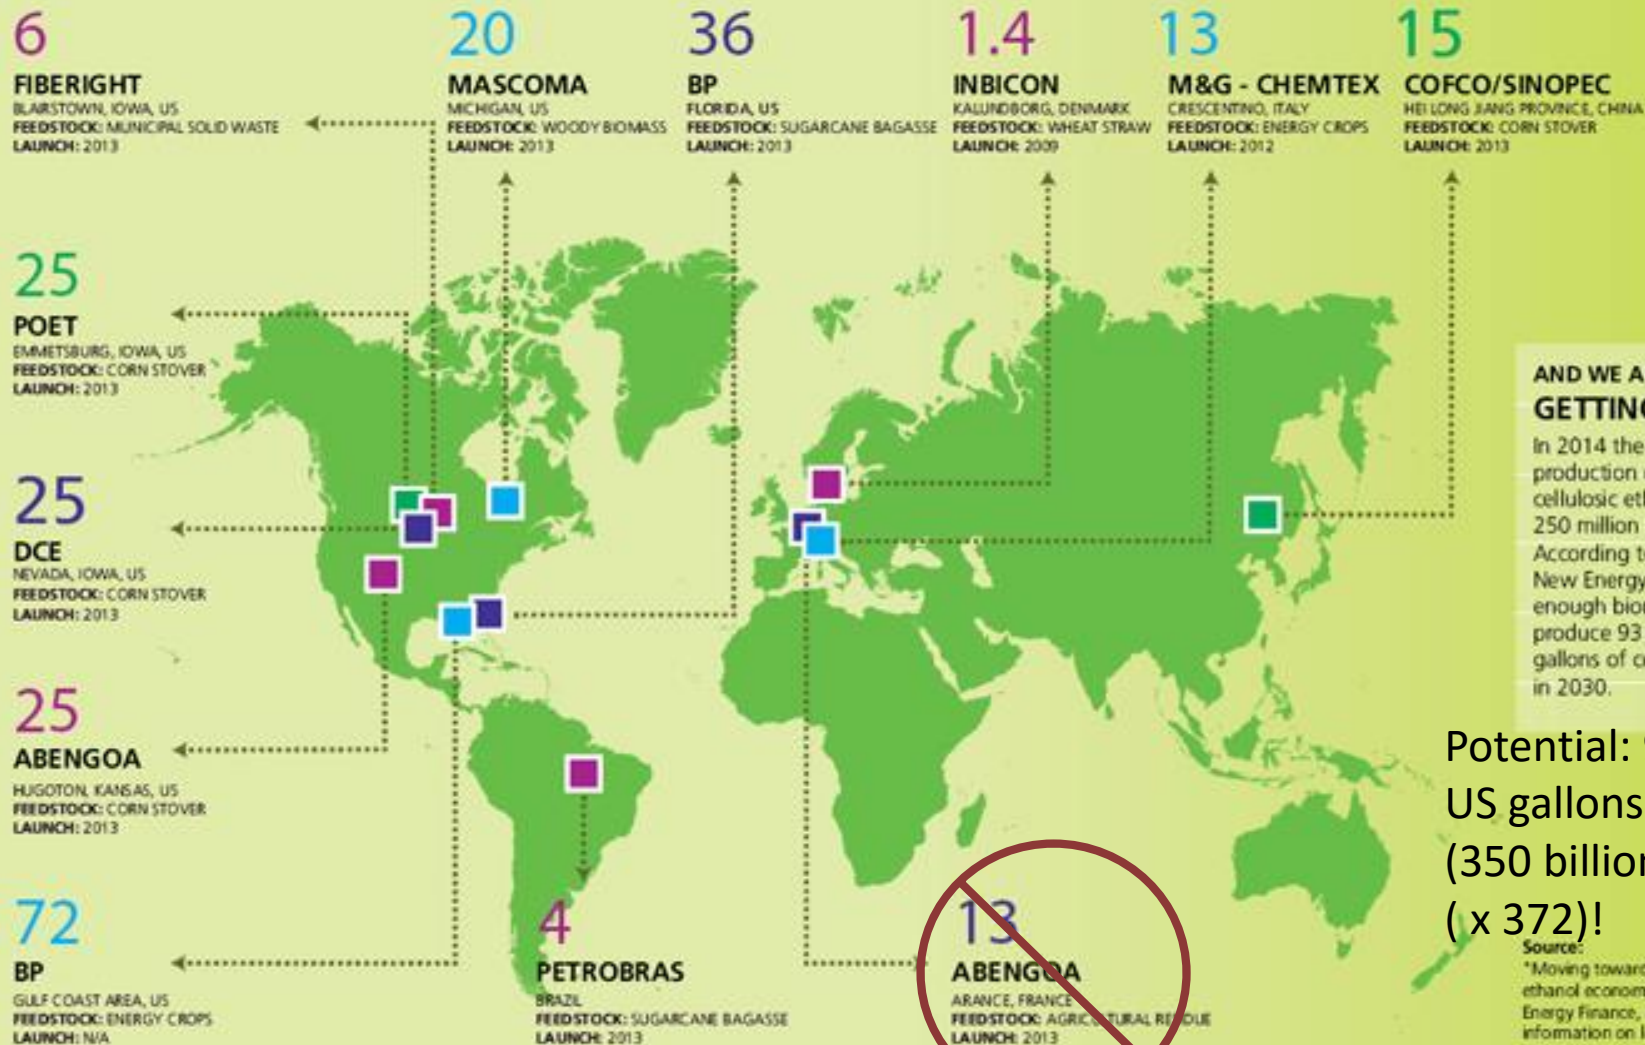 6
FIBERIGHT
BLAIRSTOWN, IOWA, US
FEEDSTOCK: MUNICIPAL SOLID WASTE
LAUNCH: 2013
20
MASCOMA
MICHIGAN, US
FEEDSTOCK: WOODY BIOMASS
LAUNCH: 2013
36
BP
FLORIDA, US
FEEDSTOCK: SUGARCANE BAGASSE
LAUNCH: 2013
1.4
INBICON
KALUNDBORG, DENMARK
FEEDSTOCK: WHEAT STRAW
LAUNCH: 2009
13
M&G - CHEMTEX
CRESCENTINO, ITALY
FEEDSTOCK: ENERGY CROPS
LAUNCH: 2012
15
COFCO/SINOPEC
HEI LONG JIANG PROVINCE, CHINA
FEEDSTOCK: CORN STOVER
LAUNCH: 2013
25
POET
EMMETSBURG, IOWA, US
FEEDSTOCK: CORN STOVER
LAUNCH: 2013
25
DCE
NEVADA, IOWA, US
FEEDSTOCK: CORN STOVER
LAUNCH: 2013
25
ABENGOA
HUGOTON, KANSAS, US
FEEDSTOCK: CORN STOVER
LAUNCH: 2013
72
BP
GULF COAST AREA, US
FEEDSTOCK: ENERGY CROPS
LAUNCH: N/A
4
PETROBRAS
BRAZIL
FEEDSTOCK: SUGARCANE BAGASSE
LAUNCH: 2013
13
ABENGOA
ARANCE, FRANCE
FEEDSTOCK: AGRICULTURAL
LAUNCH: 2013
AND WE A
GETTING
In 2014 the
production
cellulosic
250 million
According
New Energy
enough
produce 93
gallons of
in 2030.
Potential:
US gallons
(350 billion
( x 372)!
Source:
"Moving toward
ethanol
Energy Finance,
information on